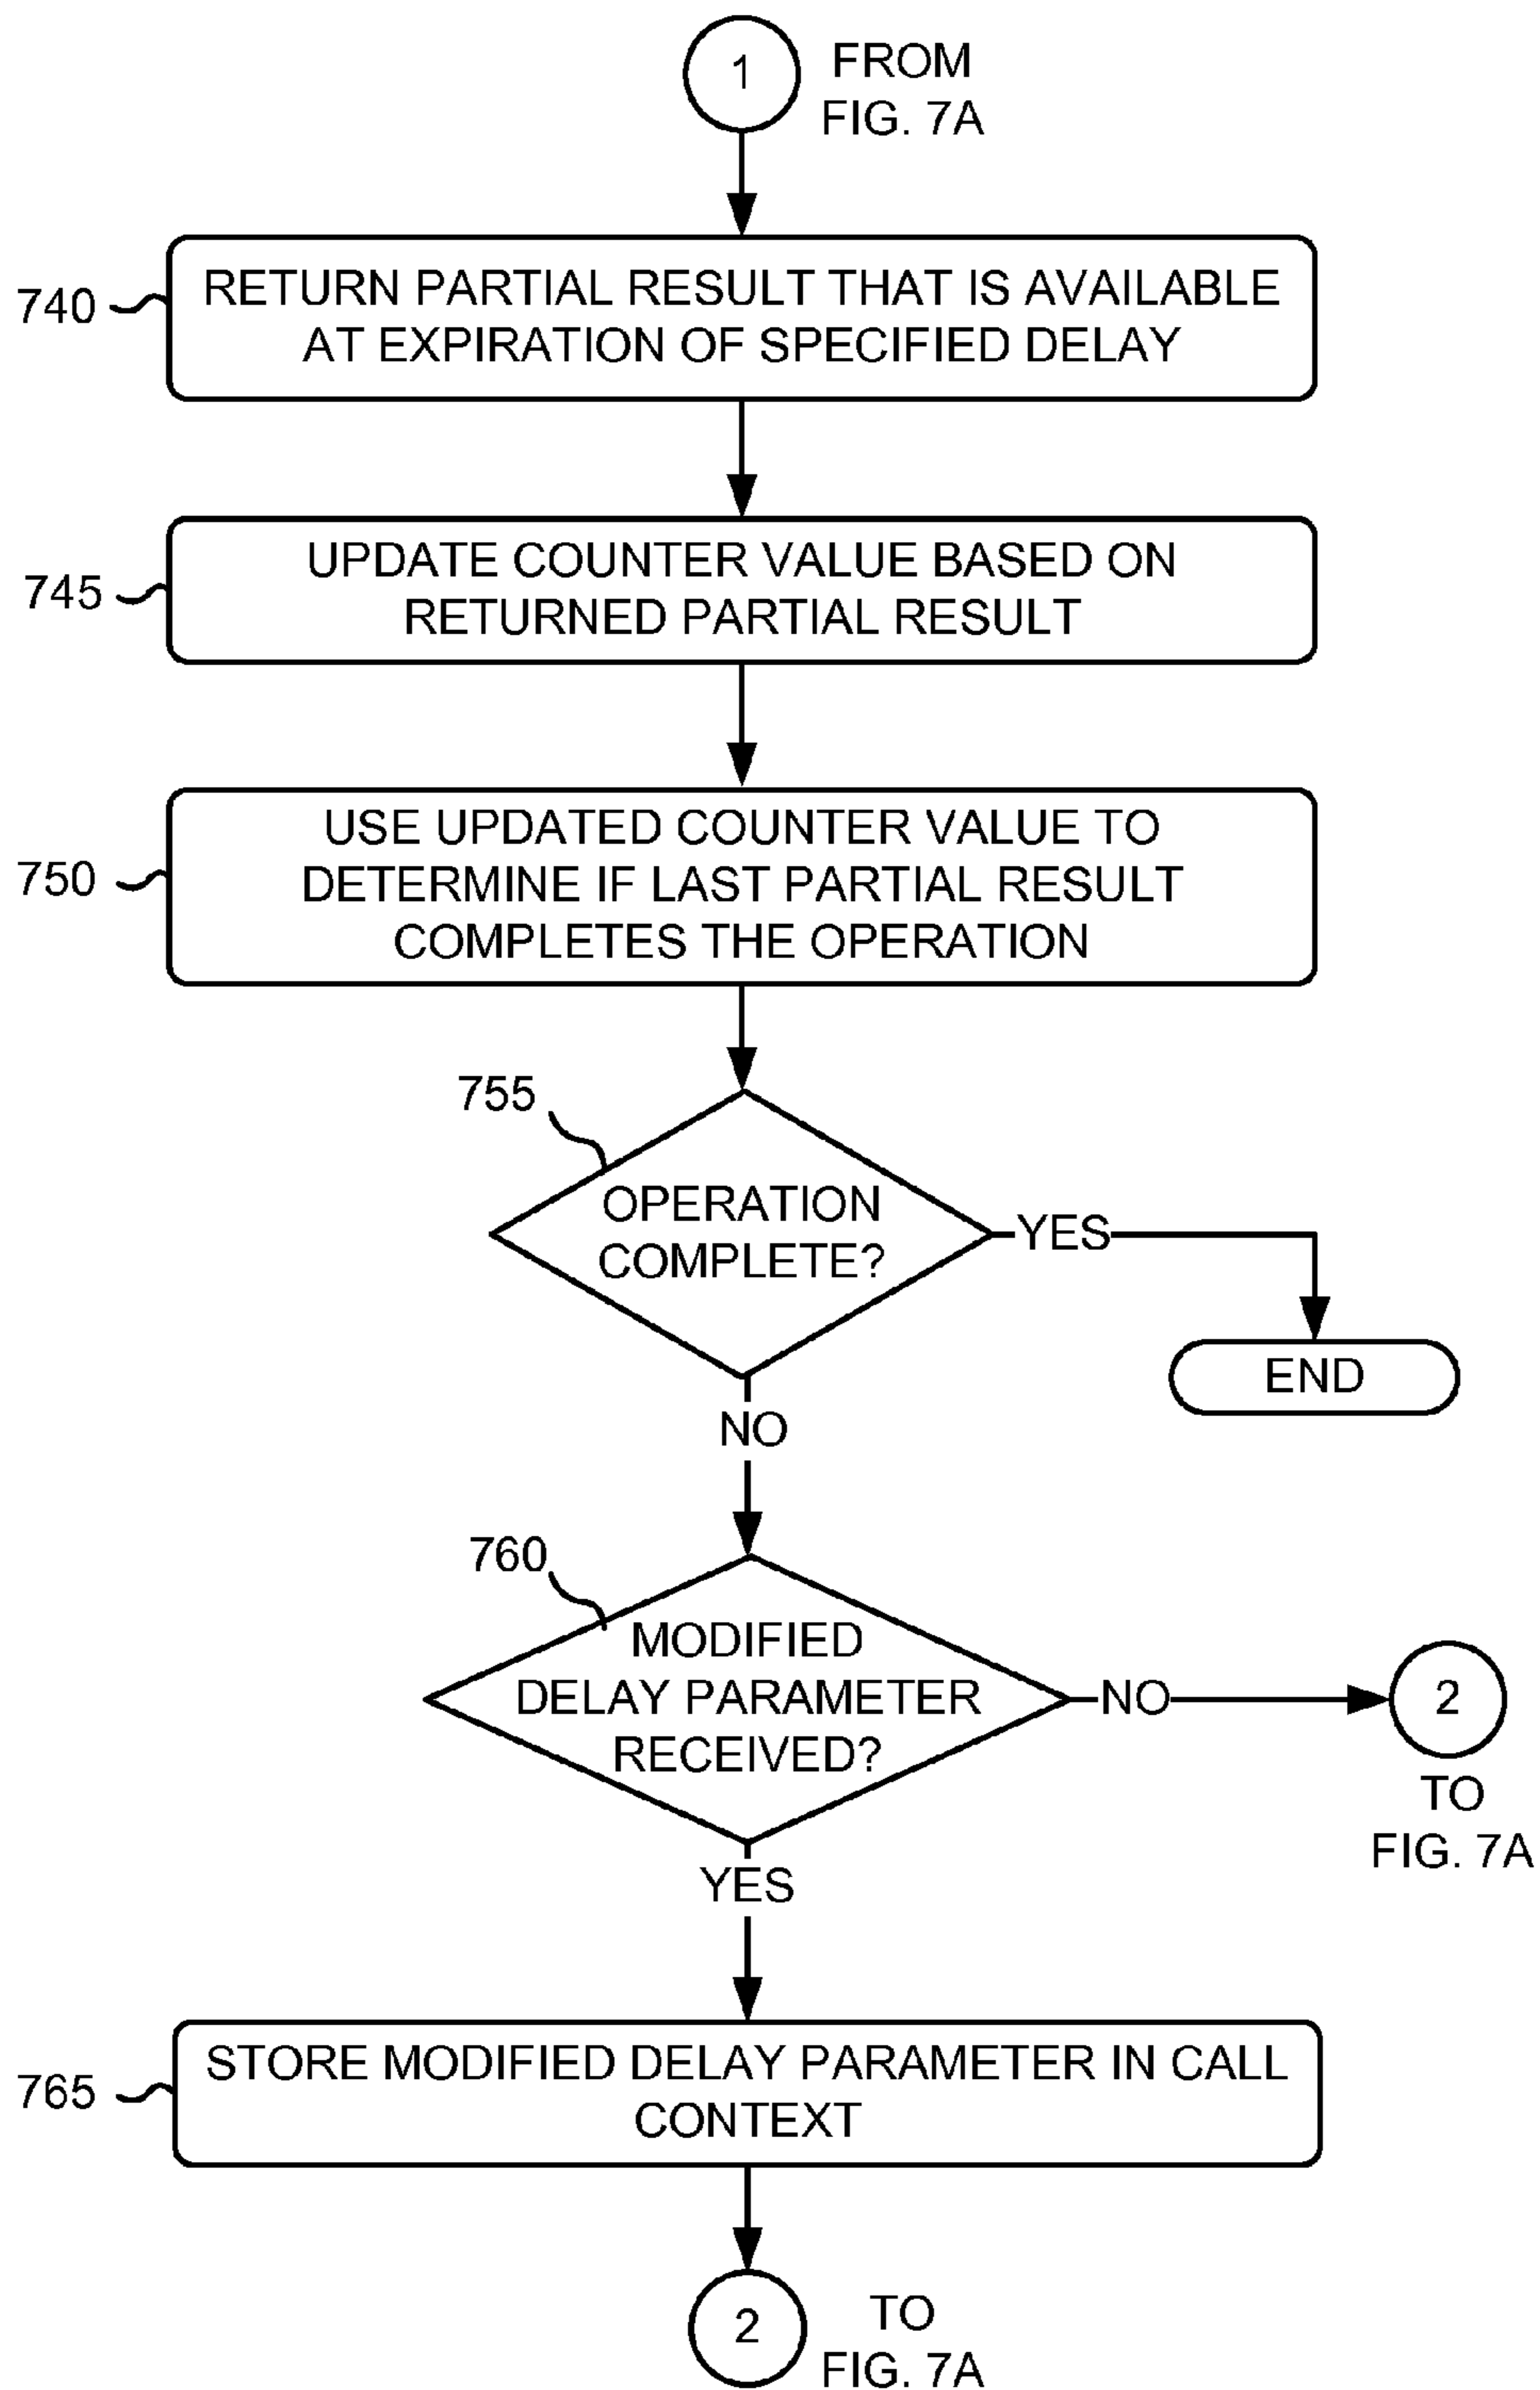 1
FROM
FIG. 7A
740
RETURN PARTIAL RESULT THAT IS AVAILABLE
AT EXPIRATION OF SPECIFIED DELAY
745
UPDATE COUNTER VALUE BASED ON
RETURNED PARTIAL RESULT
750
USE UPDATED COUNTER VALUE TO
DETERMINE IF LAST PARTIAL RESULT
COMPLETES THE OPERATION
755
OPERATION
COMPLETE?
YES
END
NO
760
MODIFIED
DELAY PARAMETER
RECEIVED?
NO
2
TO
FIG. 7A
YES
765
STORE MODIFIED DELAY PARAMETER IN CALL
CONTEXT
2
TO
FIG. 7A